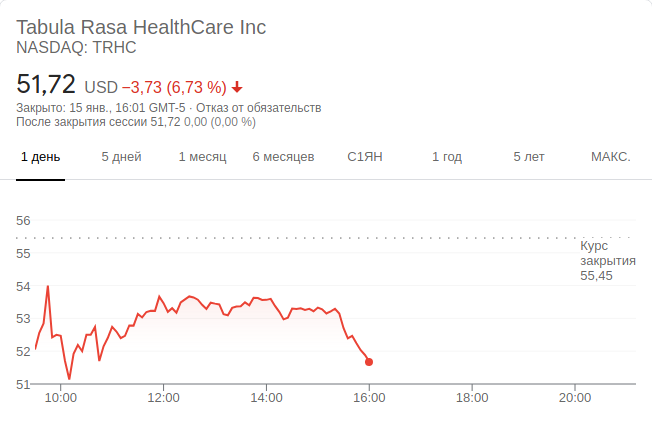 Tabula Rasa HealthCare Inc
NASDAQ: TRHC
51,72 USD −3,73 (6,73 %)
Закрыто: 15 янв., 16:01 GMT-5 · Отказ от обязательств
После закрытия сессии 51,72 0,00 (0,00 %)
1 день 5 дней 1 месяц 6 месяцев С1ЯН 1 год 5 лет МАКС.
56
55
54
53
52
51
Курс
закрытия
55,45
10:00 12:00 14:00 16:00 18:00 20:00